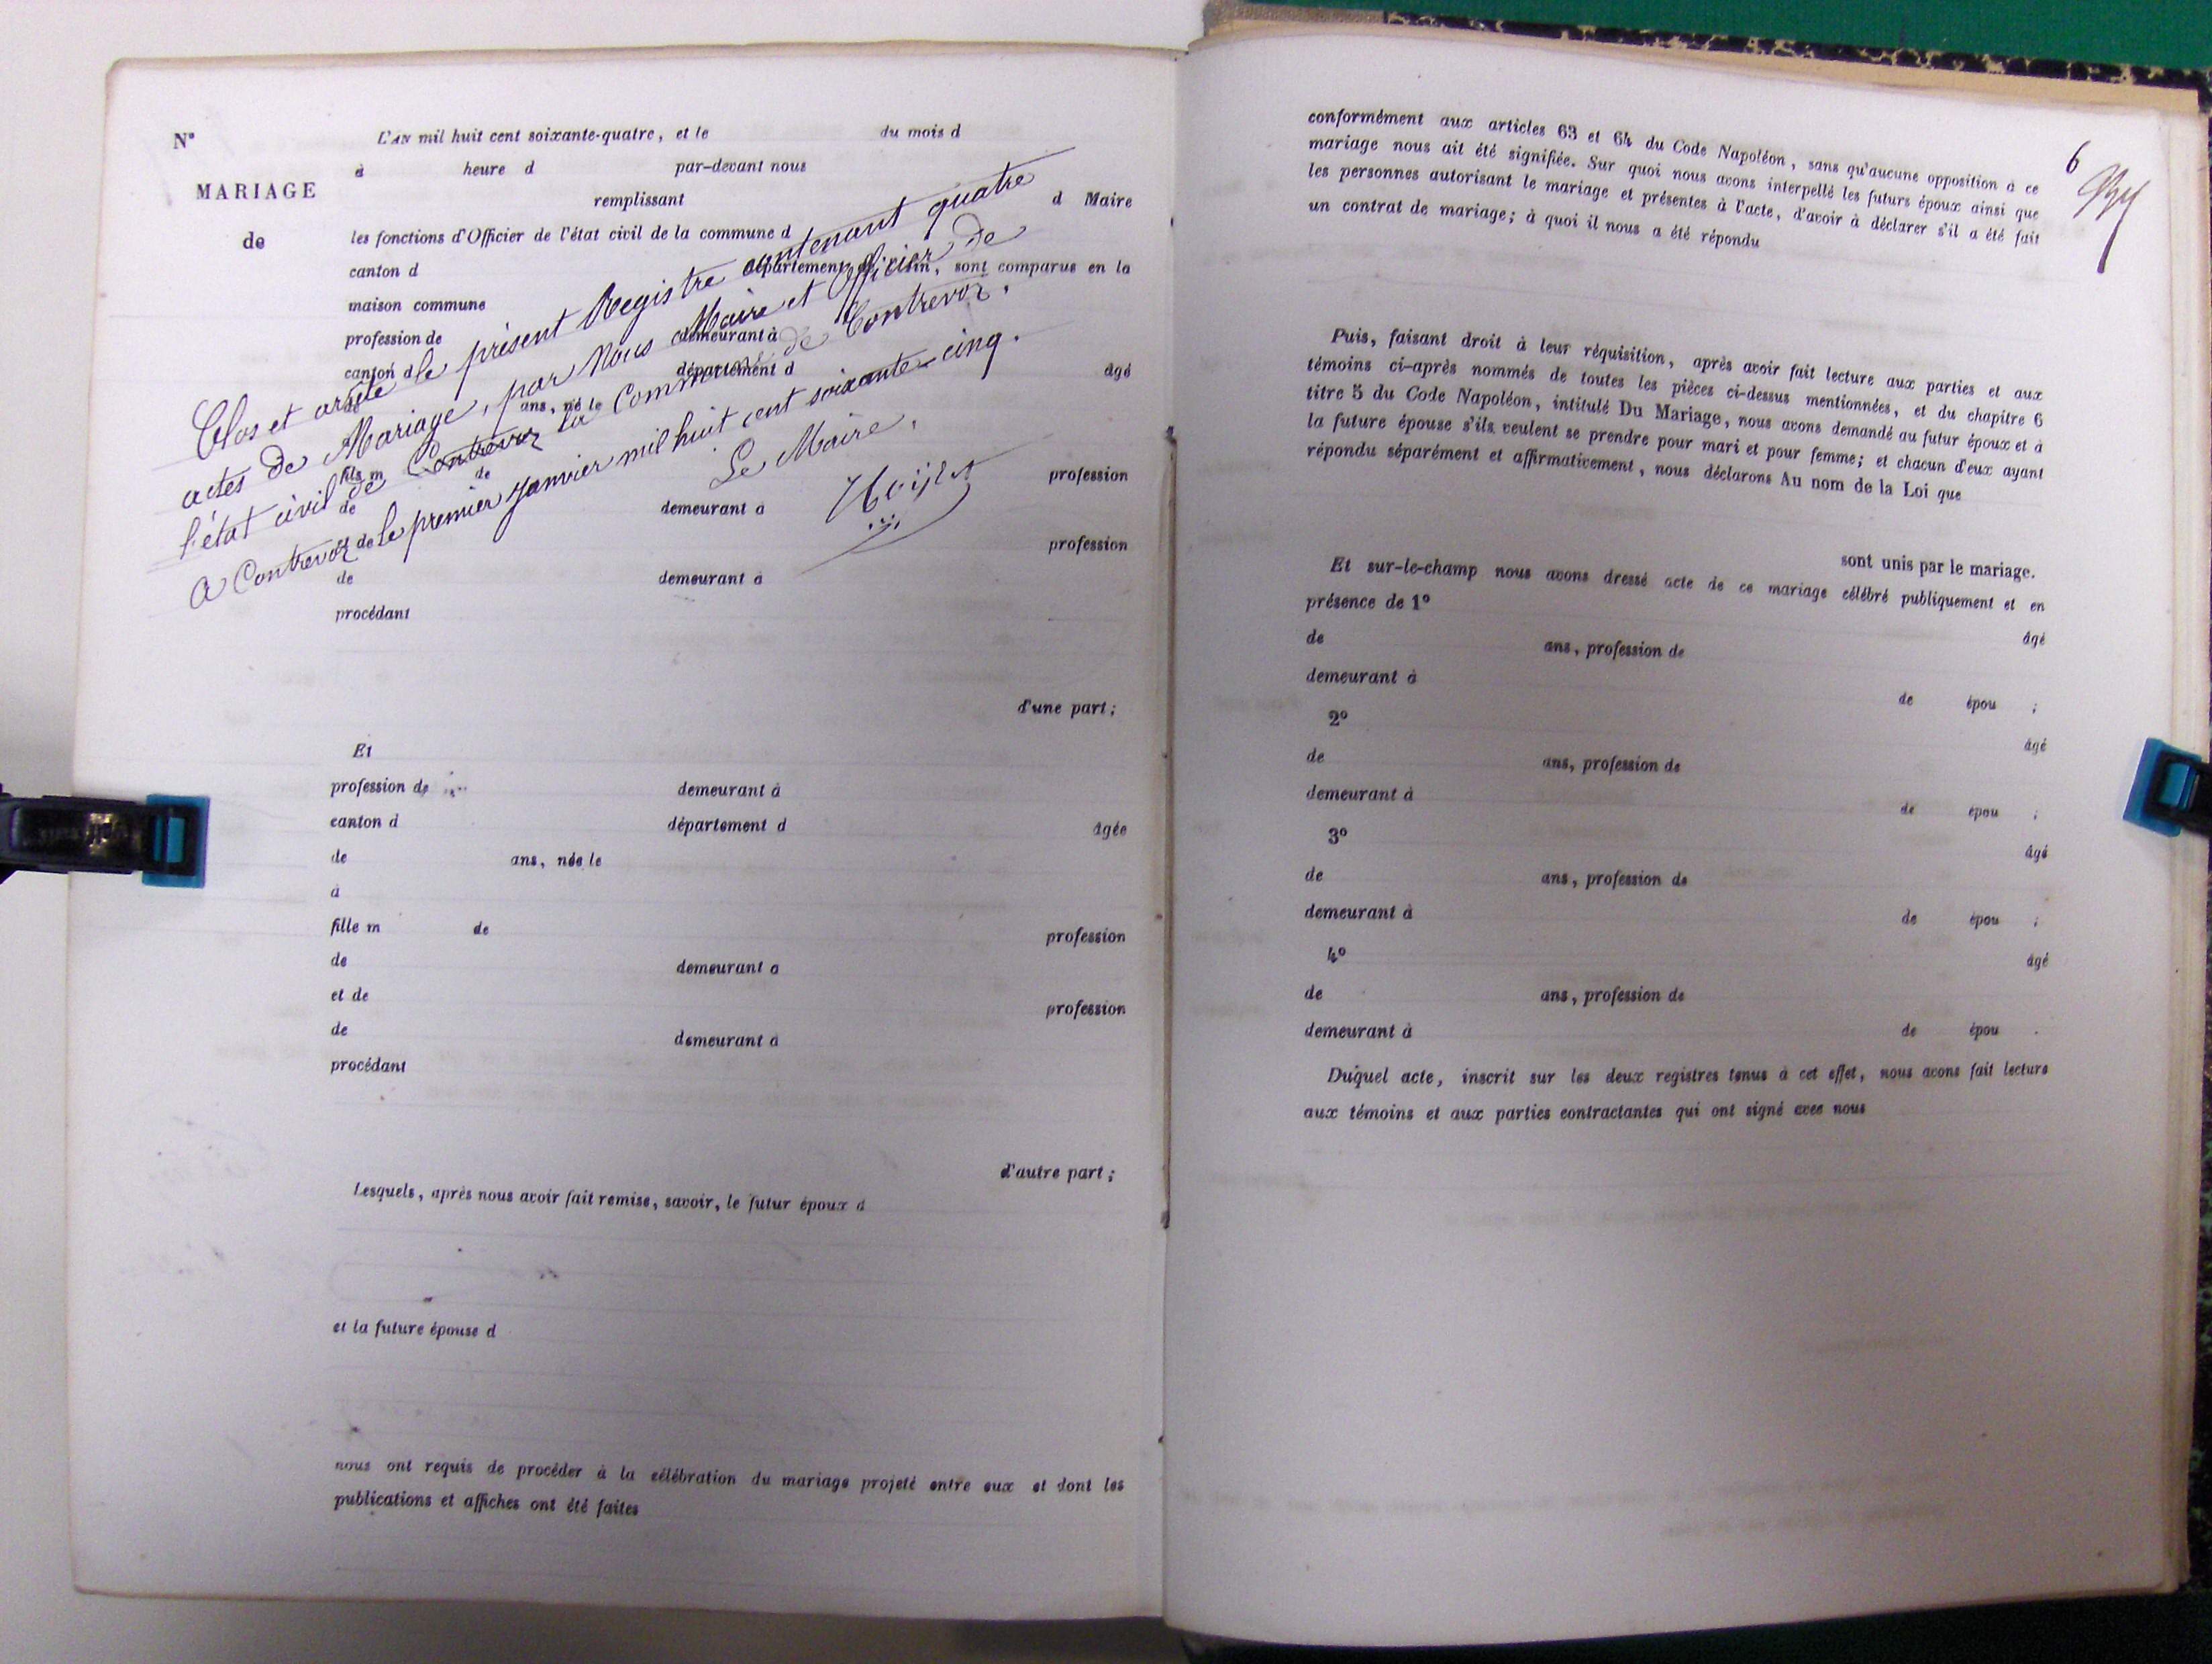 N°
MARIAGE
de
L'AN mil huit cent soixante-quatre, et le du mois d
à heure d par-devant nous
remplissant d Maire
les fonctions d'Officier de l'état civil de la commune d
canton d département de l'Ain, sont comparus en la
maison commune
profession de demeurant à
canton d département d âgé
de ans, né le
fils m de profession
de demeurant à
et de profession
de demeurant à
procédant
Clos et arrêté le présent Registre contenant quatre
actes de Mariage, par Nous Maire et Officier de
l'état civil de Contrevoz la Commune de Contrevoz.
A Contrevoz le premier Janvier mil huit cent soixante-cinq.
Le Maire,
d'une part;
Et
profession de demeurant à
canton d département d âgée
de ans, née le
à
fille m de profession
de demeurant à
et de profession
de demeurant à
procédant
d'autre part;
Lesquels, après nous avoir fait remise, savoir, le futur époux d
et la future épouse d
nous ont requis de procéder à la célébration du mariage projeté entre eux et dont les
publications et affiches ont été faites
6
conformément aux articles 63 et 64 du Code Napoléon, sans qu'aucune opposition à ce
mariage nous ait été signifiée. Sur quoi nous avons interpellé les futurs époux ainsi que
les personnes autorisant le mariage et présentes à l'acte, d'avoir à déclarer s'il a été fait
un contrat de mariage; à quoi il nous a été répondu
Puis, faisant droit à leur réquisition, après avoir fait lecture aux parties et aux
témoins ci-après nommés de toutes les pièces ci-dessus mentionnées, et du chapitre 6
titre 5 du Code Napoléon, intitulé Du Mariage, nous avons demandé au futur époux et à
la future épouse s'ils veulent se prendre pour mari et pour femme; et chacun d'eux ayant
répondu séparément et affirmativement, nous déclarons Au nom de la Loi que
sont unis par le mariage.
Et sur-le-champ nous avons dressé acte de ce mariage célébré publiquement et en
présence de 1° âgé
de ans, profession de
demeurant à de épou ;
2° âgé
de ans, profession de
demeurant à de épou ;
3° âgé
de ans, profession de
demeurant à de épou ;
4° âgé
de ans, profession de
demeurant à de épou .
Duquel acte, inscrit sur les deux registres tenus à cet effet, nous avons fait lecture
aux témoins et aux parties contractantes qui ont signé avec nous